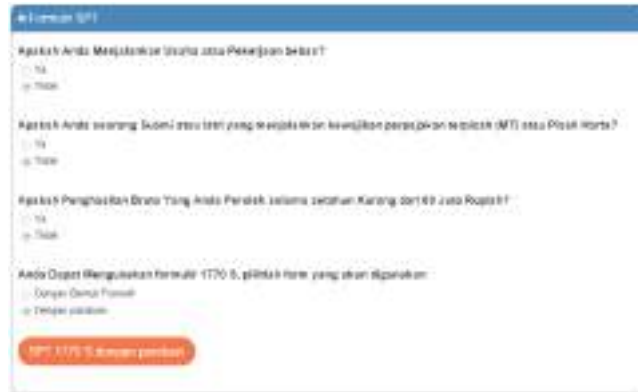 Formulir SPT
Apakah Anda Menjalankan Usaha atau Pekerjaan bebas?
Ya
Tidak
Apakah Anda seorang Suami atau Istri yang menjalankan kewajiban perpajakan terpisah (MT) atau Pisah Harta?
Ya
Tidak
Apakah Penghasilan Bruto Yang Anda Peroleh selama setahun Kurang dari 60 Juta Rupiah?
Ya
Tidak
Anda Dapat Menggunakan formulir 1770 S, pilihlah form yang akan digunakan
Dengan Bentuk Formulir
Dengan panduan
SPT 1770 S dengan panduan